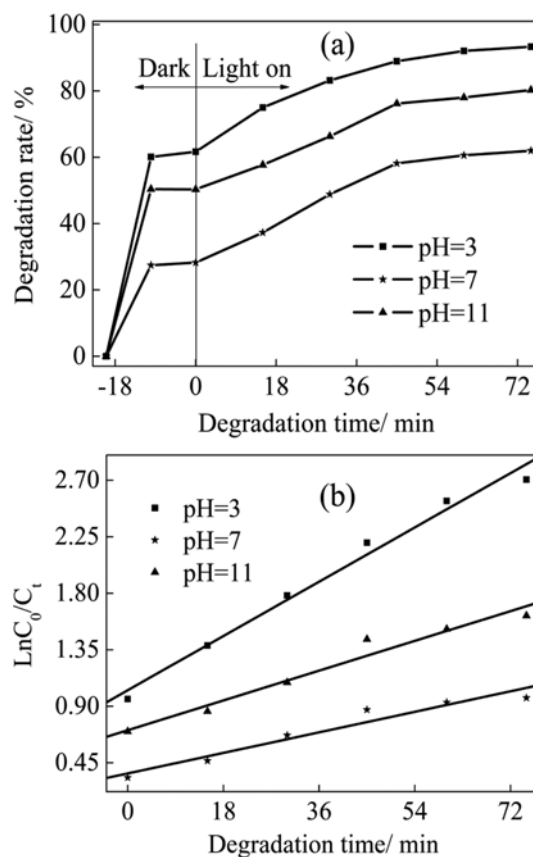 (a)
Dark Light on
Degradation rate/ %
100
80
60
40
20
0
pH=3
pH=7
pH=11
-18 0 18 36 54 72
Degradation time/ min
(b)
LnC₀/Cₜ
2.70
2.25
1.80
1.35
0.90
0.45
pH=3
pH=7
pH=11
0 18 36 54 72
Degradation time/ min